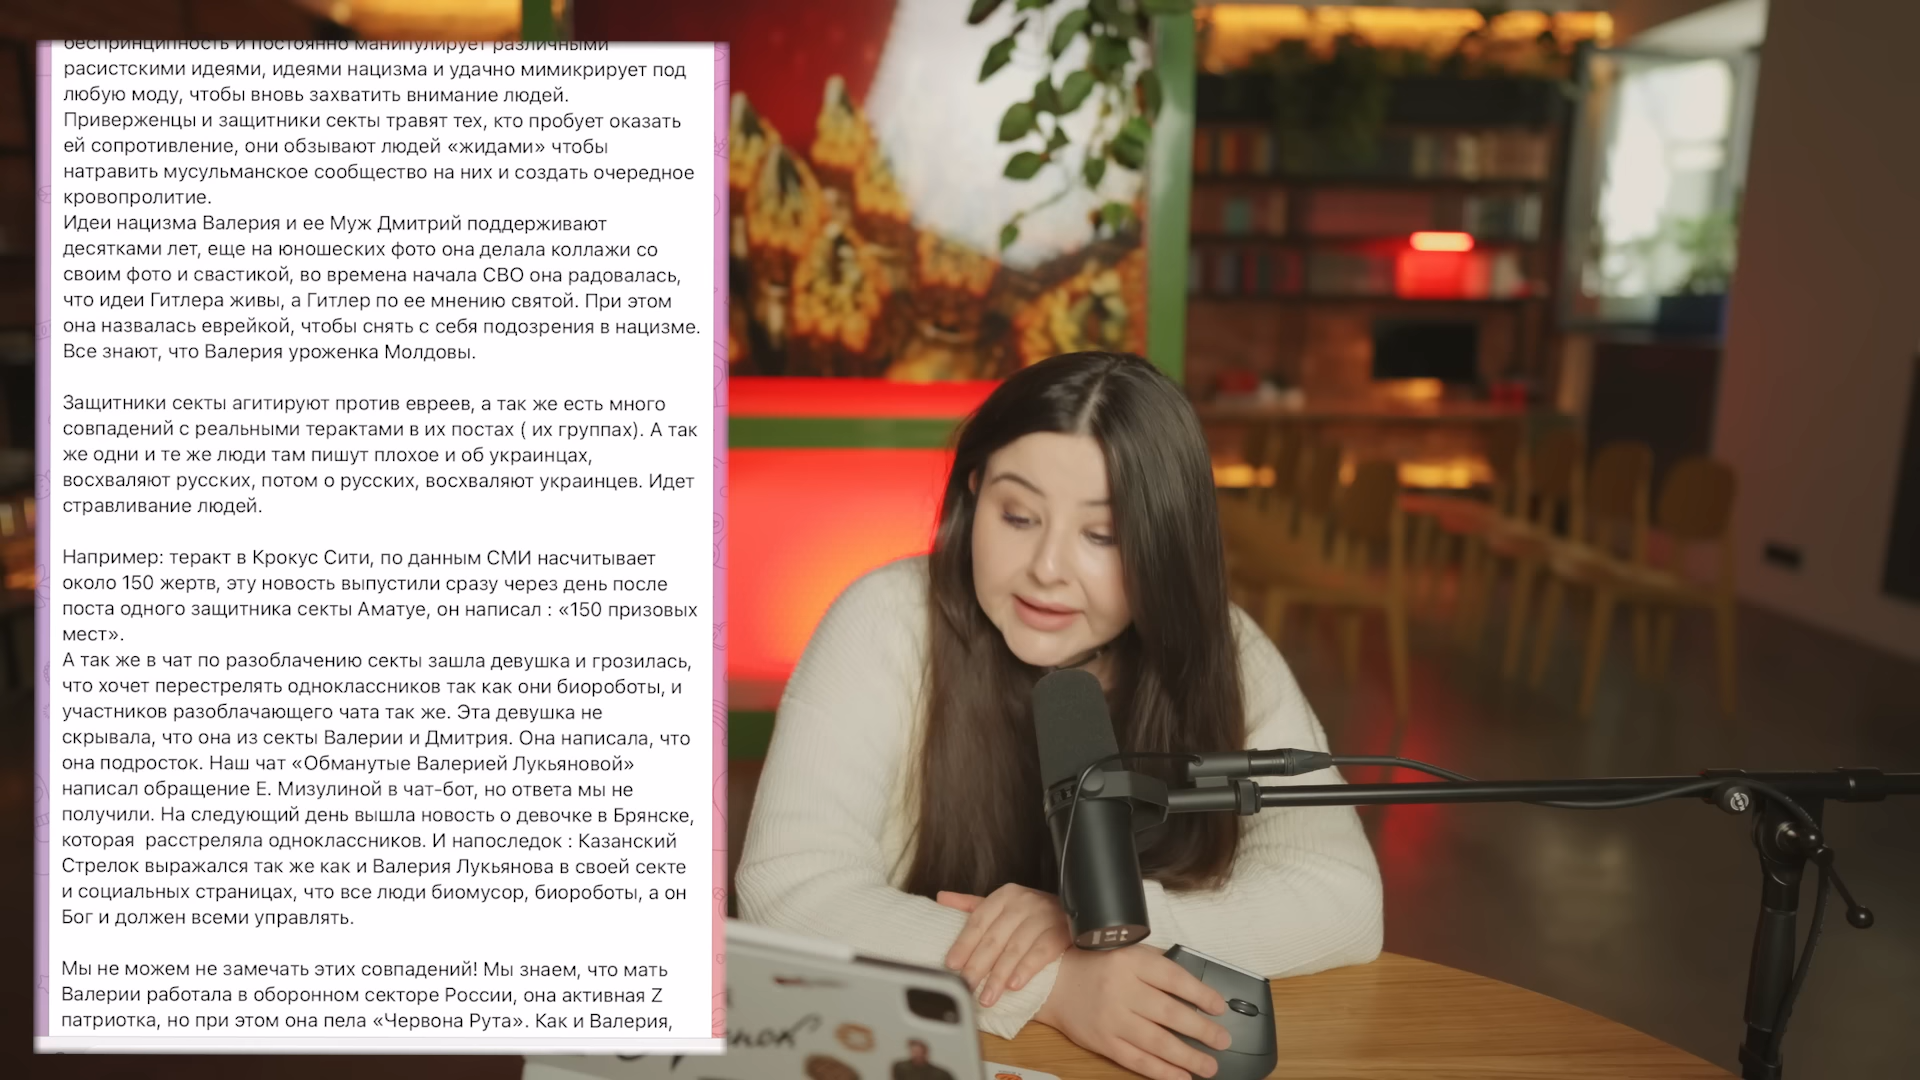 беспринципность и постоянно манипулирует различными
расистскими идеями, идеями нацизма и удачно мимикрирует под
любую моду, чтобы вновь захватить внимание людей.
Приверженцы и защитники секты травят тех, кто пробует оказать
ей сопротивление, они обзывают людей «жидами» чтобы
натравить мусульманское сообщество на них и создать очередное
кровопролитие.
Идеи нацизма Валерия и ее Муж Дмитрий поддерживают
десятками лет, еще на юношеских фото она делала коллажи со
своим фото и свастикой, во времена начала СВО она радовалась,
что идеи Гитлера живы, а Гитлер по ее мнению святой. При этом
она назвалась еврейкой, чтобы снять с себя подозрения в нацизме.
Все знают, что Валерия уроженка Молдовы.
Защитники секты агитируют против евреев, а так же есть много
совпадений с реальными терактами в их постах ( их группах). А так
же одни и те же люди там пишут плохое и об украинцах,
восхваляют русских, потом о русских, восхваляют украинцев. Идет
стравливание людей.
Например: теракт в Крокус Сити, по данным СМИ насчитывает
около 150 жертв, эту новость выпустили сразу через день после
поста одного защитника секты Аматуе, он написал : «150 призовых
мест».
А так же в чат по разоблачению секты зашла девушка и грозилась,
что хочет перестрелять одноклассников так как они биороботы, и
участников разоблачающего чата так же. Эта девушка не
скрывала, что она из секты Валерии и Дмитрия. Она написала, что
она подросток. Наш чат «Обманутые Валерией Лукьяновой»
написал обращение Е. Мизулиной в чат-бот, но ответа мы не
получили. На следующий день вышла новость о девочке в Брянске,
которая расстреляла одноклассников. И напоследок : Казанский
Стрелок выражался так же как и Валерия Лукьянова в своей секте
и социальных страницах, что все люди биомусор, биороботы, а он
Бог и должен всеми управлять.
Мы не можем не замечать этих совпадений! Мы знаем, что мать
Валерии работала в оборонном секторе России, она активная Z
патриотка, но при этом она пела «Червона Рута». Как и Валерия,